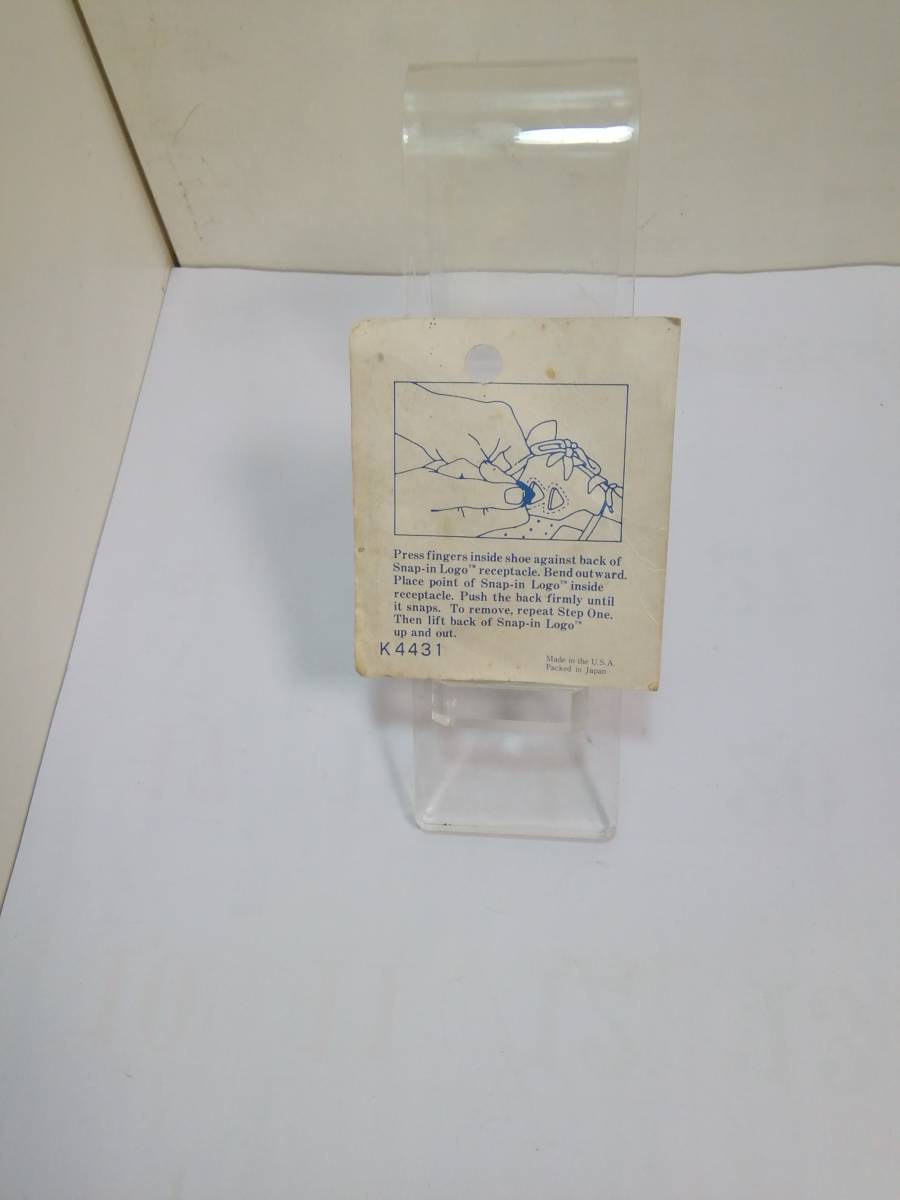 Press fingers inside shoe against back of
Snap-in Logo™ receptacle. Bend outward.
Place point of Snap-in Logo™ inside
receptacle. Push the back firmly until
it snaps. To remove, repeat Step One.
Then lift back of Snap-in Logo™
up and out.
K4431
Made in the U.S.A.
Packed in Japan